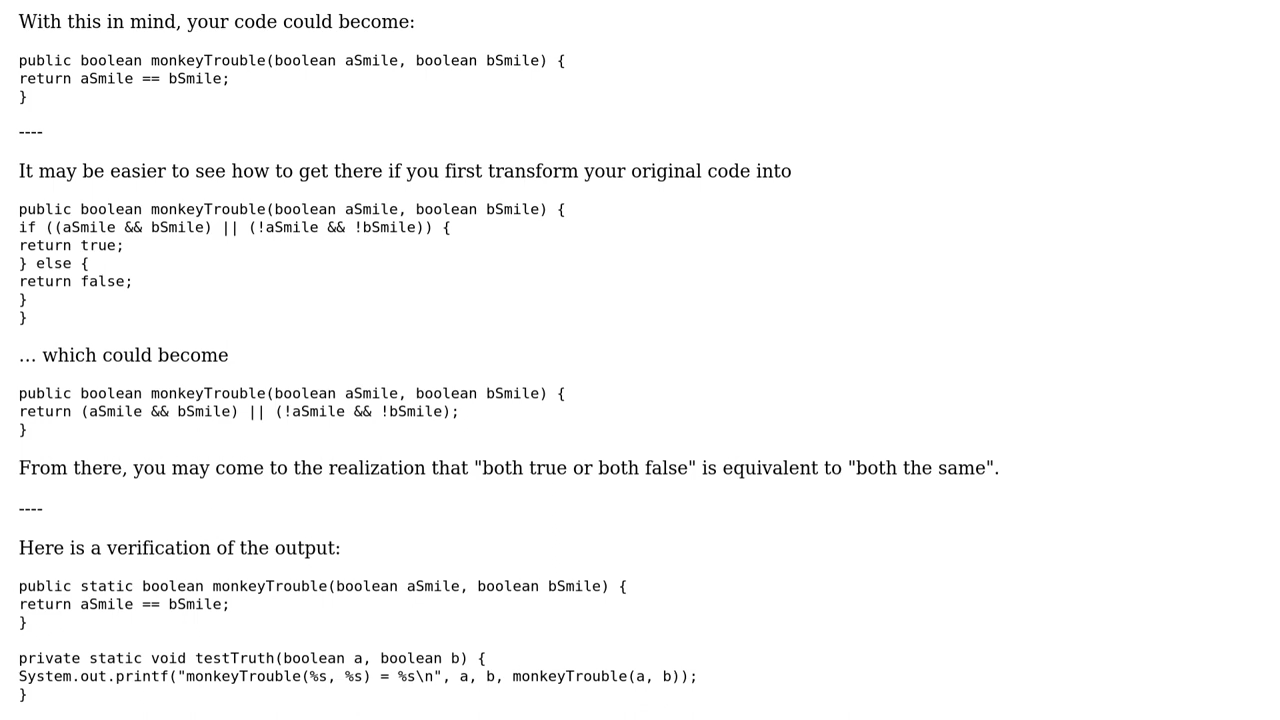 With this in mind, your code could become:
public boolean monkeyTrouble(boolean aSmile, boolean bSmile) {
return aSmile == bSmile;
}
----
It may be easier to see how to get there if you first transform your original code into
public boolean monkeyTrouble(boolean aSmile, boolean bSmile) {
if ((aSmile && bSmile) || (!aSmile && !bSmile)) {
return true;
} else {
return false;
}
}
... which could become
public boolean monkeyTrouble(boolean aSmile, boolean bSmile) {
return (aSmile && bSmile) || (!aSmile && !bSmile);
}
From there, you may come to the realization that "both true or both false" is equivalent to "both the same".
----
Here is a verification of the output:
public static boolean monkeyTrouble(boolean aSmile, boolean bSmile) {
return aSmile == bSmile;
}
private static void testTruth(boolean a, boolean b) {
System.out.printf("monkeyTrouble(%s, %s) = %s\n", a, b, monkeyTrouble(a, b));
}